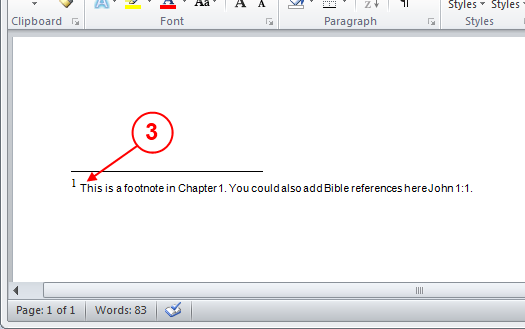 A A Aa A A
Styles Styles
Clipboard Font Paragraph Styles
3
1 This is a footnote in Chapter 1. You could also add Bible references here John 1:1.
Page: 1 of 1 Words: 83